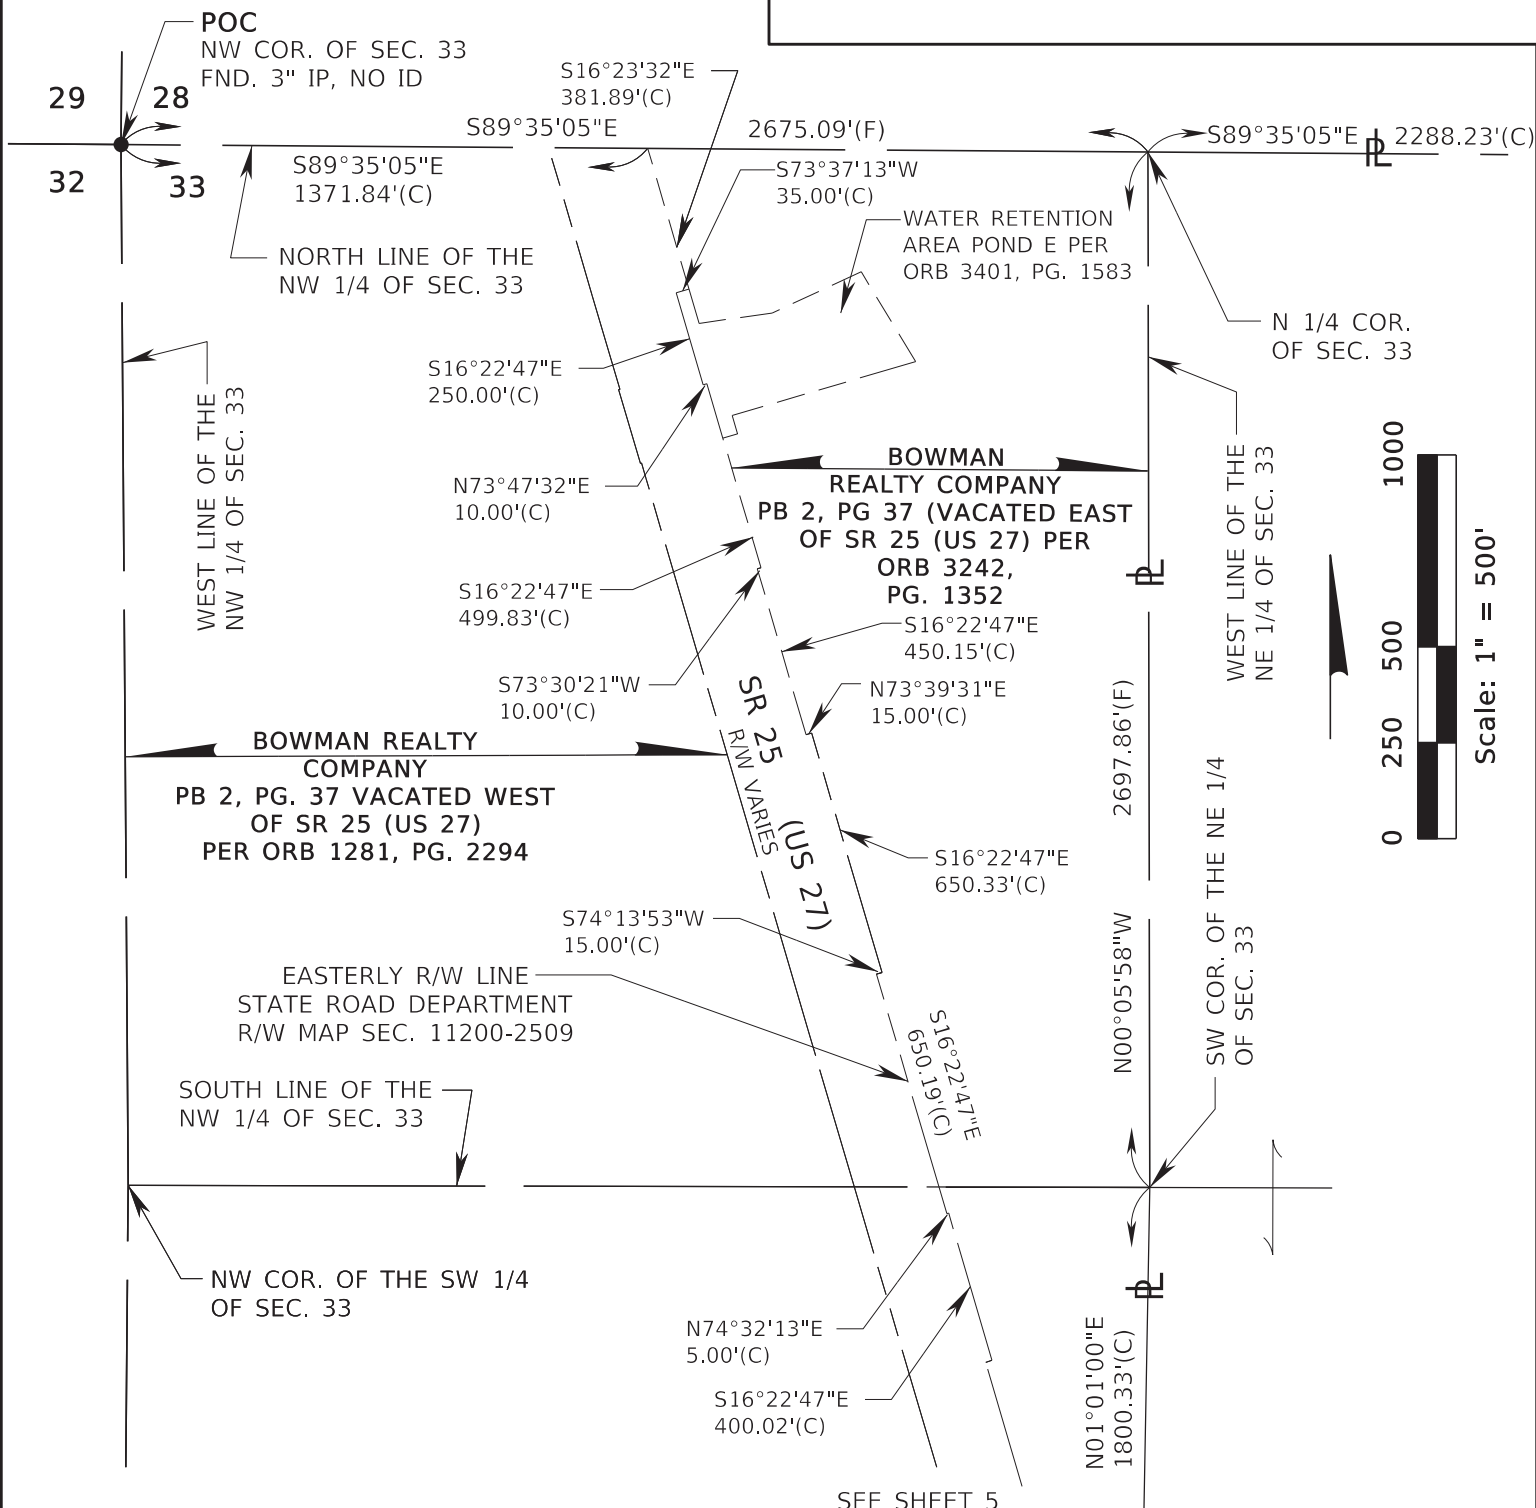 POC
NW COR. OF SEC. 33
FND. 3" IP, NO ID
29
28
32
33
S16°23'32"E
381.89'(C)
S89°35'05"E
2675.09'(F)
S89°35'05"E
PL
2288.23'(C)
S89°35'05"E
1371.84'(C)
S73°37'13"W
35.00'(C)
WATER RETENTION
AREA POND E PER
ORB 3401, PG. 1583
NORTH LINE OF THE
NW 1/4 OF SEC. 33
N 1/4 COR.
OF SEC. 33
S16°22'47"E
250.00'(C)
WEST LINE OF THE
NW 1/4 OF SEC. 33
N73°47'32"E
10.00'(C)
BOWMAN
REALTY COMPANY
PB 2, PG 37 (VACATED EAST
OF SR 25 (US 27) PER
ORB 3242,
PG. 1352
WEST LINE OF THE
NE 1/4 OF SEC. 33
1000
500
250
0
Scale: 1" = 500'
PL
S16°22'47"E
499.83'(C)
S16°22'47"E
450.15'(C)
S73°30'21"W
10.00'(C)
N73°39'31"E
15.00'(C)
SR 25
(US 27)
R/W VARIES
2697.86'(F)
N00°05'58"W
BOWMAN REALTY
COMPANY
PB 2, PG. 37 VACATED WEST
OF SR 25 (US 27)
PER ORB 1281, PG. 2294
S16°22'47"E
650.33'(C)
SW COR. OF THE NE 1/4
OF SEC. 33
S74°13'53"W
15.00'(C)
EASTERLY R/W LINE
STATE ROAD DEPARTMENT
R/W MAP SEC. 11200-2509
S16°22'47"E
650.19'(C)
SOUTH LINE OF THE
NW 1/4 OF SEC. 33
NW COR. OF THE SW 1/4
OF SEC. 33
PL
N74°32'13"E
5.00'(C)
S16°22'47"E
400.02'(C)
N01°01'00"E
1800.33'(C)
SEE SHEET 5